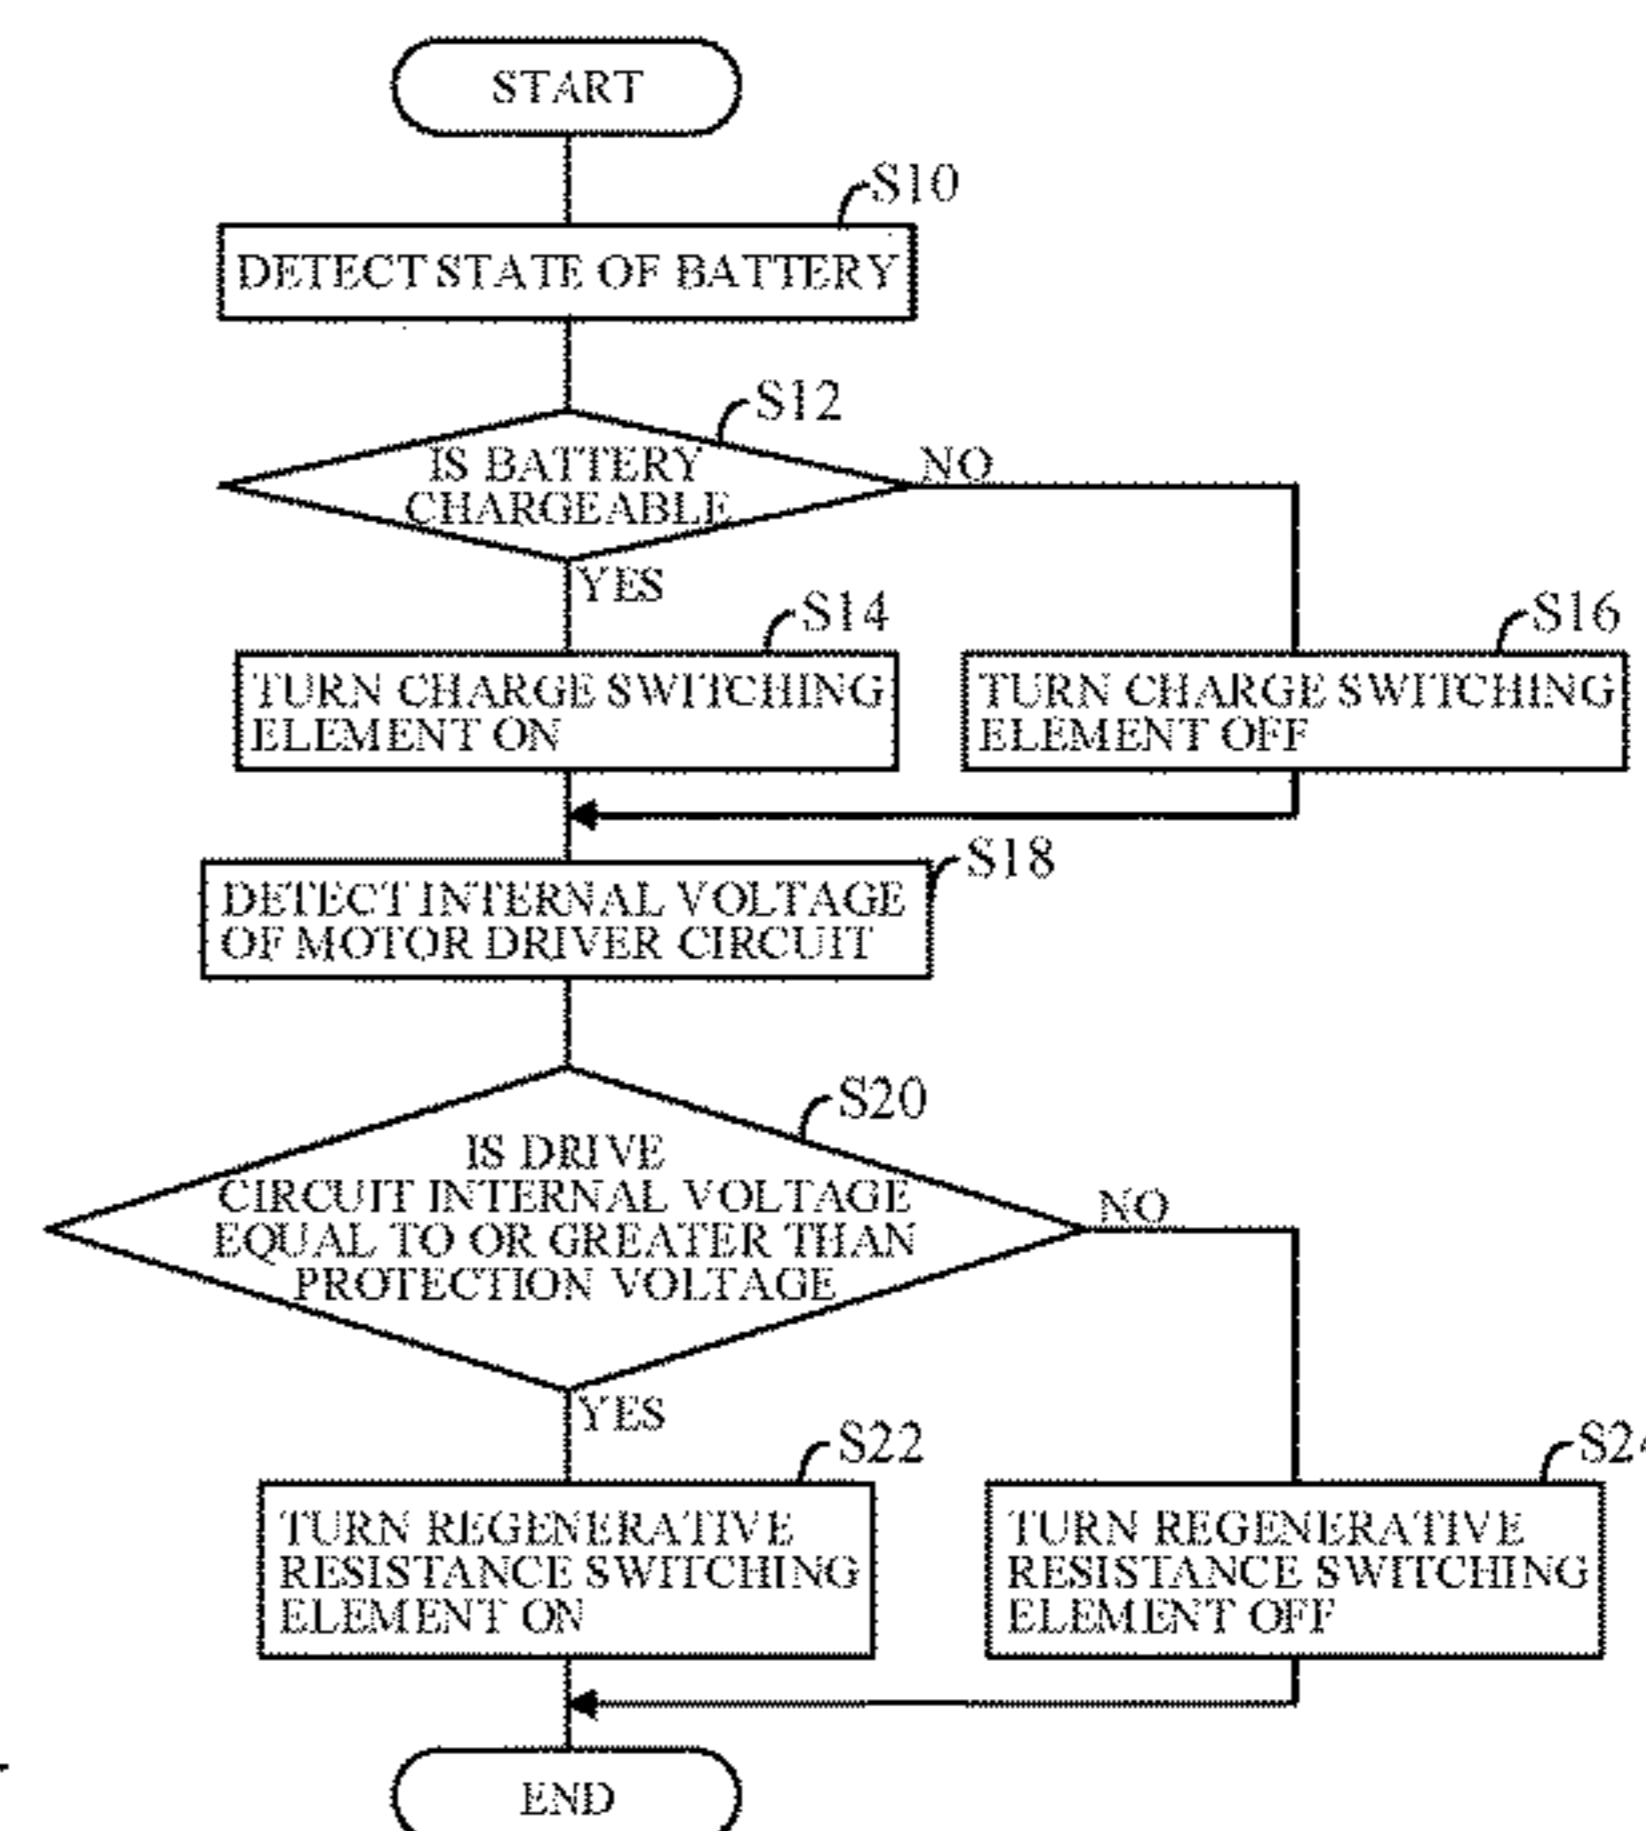 START
S10
DETECT STATE OF BATTERY
S12
IS BATTERY
CHARGEABLE
NO
YES
S14
TURN CHARGE SWITCHING
ELEMENT ON
S16
TURN CHARGE SWITCHING
ELEMENT OFF
S18
DETECT INTERNAL VOLTAGE
OF MOTOR DRIVER CIRCUIT
S20
IS DRIVE
CIRCUIT INTERNAL VOLTAGE
EQUAL TO OR GREATER THAN
PROTECTION VOLTAGE
NO
YES
S22
TURN REGENERATIVE
RESISTANCE SWITCHING
ELEMENT ON
S24
TURN REGENERATIVE
RESISTANCE SWITCHING
ELEMENT OFF
END